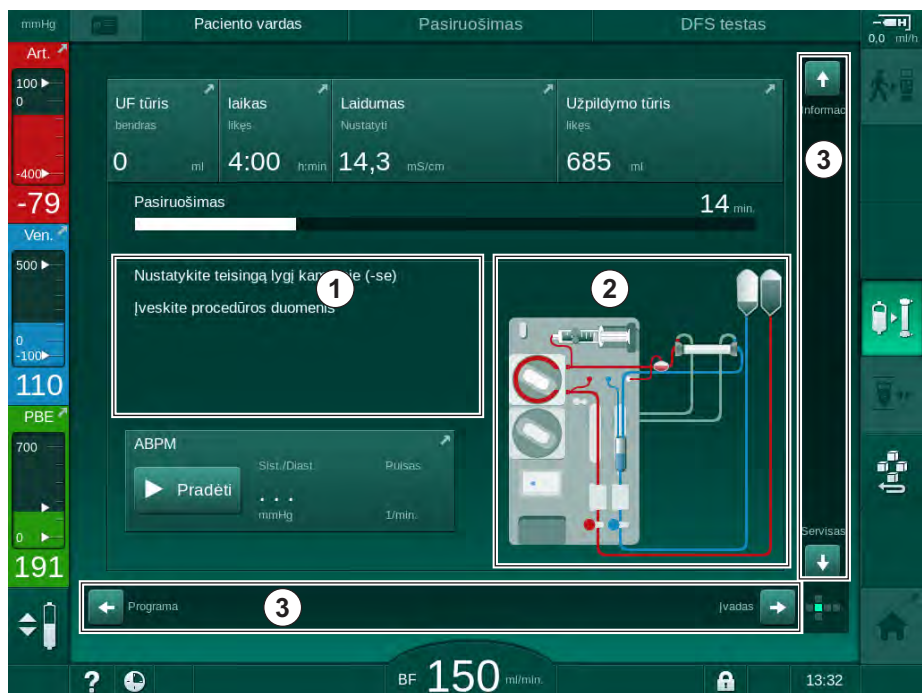 mmHg
Paciento vardas
Pasiruošimas
DFS testas
0,0 ml/h
Art.
100
0
-400
-79
Ven.
500
0
-100
110
PBE
700
0
191
UF tūris
bendras
0 ml
laikas
likęs
4:00 h:min
Laidumas
Nustatyti
14,3 mS/cm
Užpildymo tūris
likęs
685 ml
Pasiruošimas
14 min.
Nustatykite teisingą lygį (-se)
Įveskite procedūros duomenis
1
2
3
Informac
Servisas
ABPM
Pradėti
Sist./Diast.
Pulsas
. . .
mmHg
1/min.
Programa
3
Įvadas
?
BF 150 ml/min.
13:32